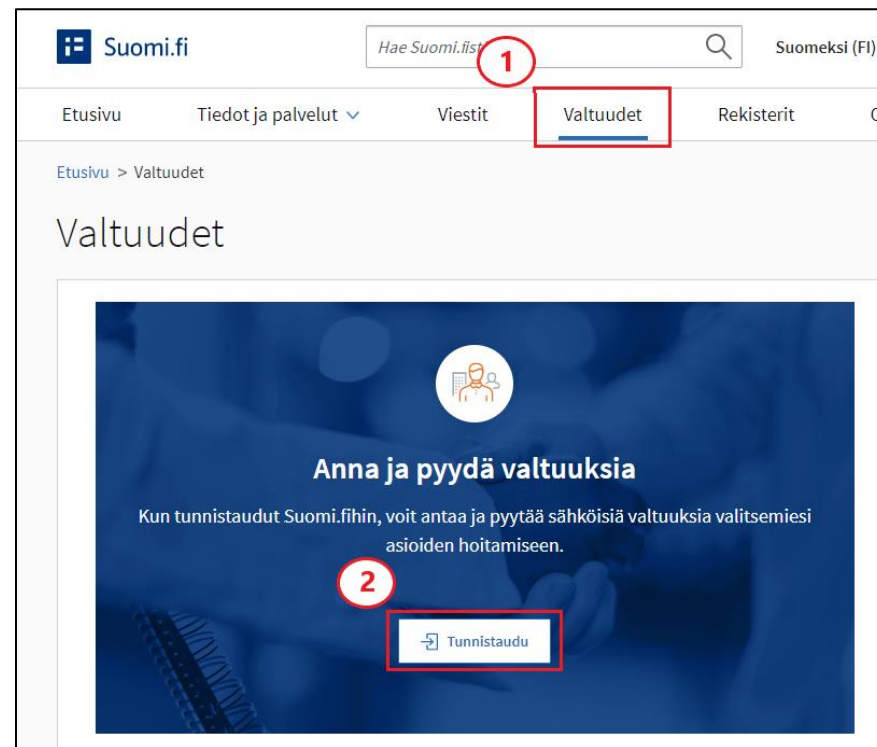 Suomi.fi
Hae Suomi.fist
1
Suomeksi (FI)
Etusivu
Tiedot ja palvelut
Viestit
Valtuudet
Rekisterit
Etusivu > Valtuudet
Valtuudet
Anna ja pyydä valtuuksia
Kun tunnistaudut Suomi.fihin, voit antaa ja pyytää sähköisiä valtuuksia valitsemiesi
asioiden hoitamiseen.
2
Tunnistaudu